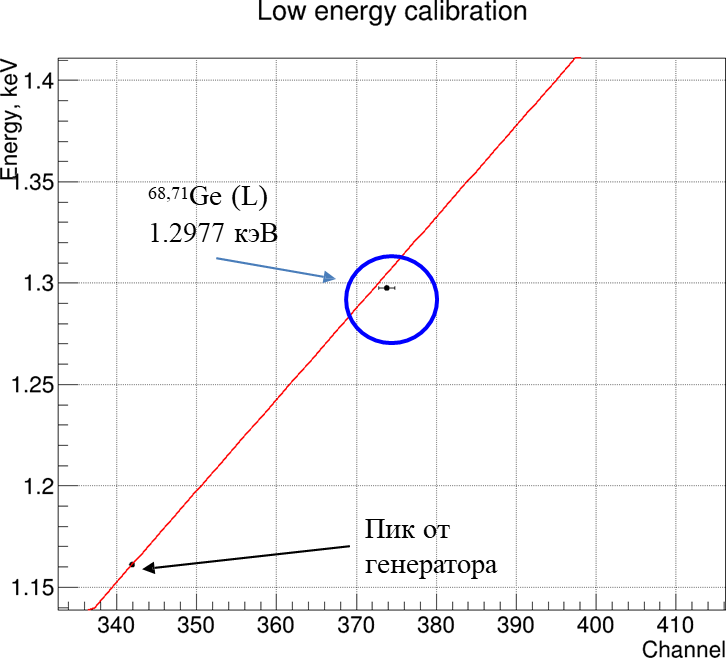 Low energy calibration
Energy, keV
1.4
1.35
1.3
1.25
1.2
1.15
68,71Ge (L)
1.2977 кэВ
Пик от
генератора
340 350 360 370 380 390 400 410
Channel